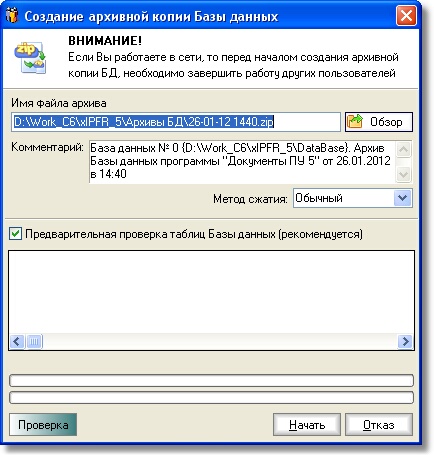 Создание архивной копии Базы данных
ВНИМАНИЕ!
Если Вы работаете в сети, то перед началом создания архивной
копии БД, необходимо завершить работу других пользователей
Имя Файла архива
D:\Work_C6\xIPFR_5\Архивы БД\26-01-12 1440.zip
Обзор
Комментарий:
База данных № 0 {D:\Work_C6\xIPFR_5\DataBase}. Архив
Базы данных программы "Документы ПУ 5" от 26.01.2012
в 14:40
Метод сжатия:
Обычный
Предварительная проверка таблиц Базы данных (рекомендуется)
Проверка
Начать
Отказ